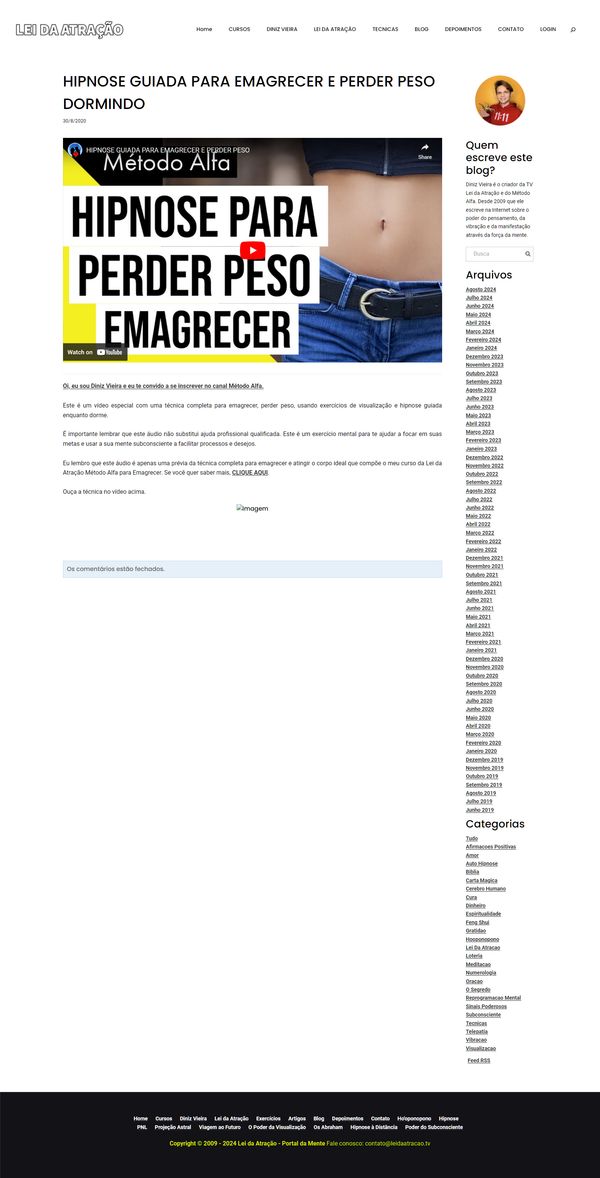 LEI DA ATRAÇÃO
Home CURSOS DINIZ VIEIRA LEI DA ATRAÇÃO TECNICAS BLOG DEPOIMENTOS CONTATO LOGIN
HIPNOSE GUIADA PARA EMAGRECER E PERDER PESO
DORMINDO
30/8/2020
HIPNOSE GUIADA PARA EMAGRECER E PERDER PESO
Share
Método Alfa
HIPNOSE PARA
PERDER PESO
EMAGRECER
Watch on YouTube
Oi, eu sou Diniz Vieira e eu te convido a se inscrever no canal Método Alfa.
Este é um vídeo especial com uma técnica completa para emagrecer, perder peso, usando exercícios de visualização e hipnose guiada
enquanto dorme.
É importante lembrar que este áudio não substitui ajuda profissional qualificada. Este é um exercício mental para te ajudar a focar em suas
metas e usar a sua mente subconsciente a facilitar processos e desejos.
Eu lembro que este áudio é apenas uma prévia da técnica completa para emagrecer e atingir o corpo ideal que compõe o meu curso da Lei da
Atração Método Alfa para Emagrecer. Se você quer saber mais, CLIQUE AQUI.
Ouça a técnica no vídeo acima.
Imagem
Os comentários estão fechados.
11:11
Quem
escreve este
blog?
Diniz Vieira é o criador da TV
Lei da Atração e do Método
Alfa. Desde 2009 que ele
escreve na Internet sobre o
poder do pensamento, da
vibração e da manifestação
através da força da mente.
Busca
Arquivos
Agosto 2024
Julho 2024
Junho 2024
Maio 2024
Abril 2024
Março 2024
Fevereiro 2024
Janeiro 2024
Dezembro 2023
Novembro 2023
Outubro 2023
Setembro 2023
Agosto 2023
Julho 2023
Junho 2023
Maio 2023
Abril 2023
Março 2023
Fevereiro 2023
Janeiro 2023
Dezembro 2022
Novembro 2022
Outubro 2022
Setembro 2022
Agosto 2022
Julho 2022
Junho 2022
Maio 2022
Abril 2022
Março 2022
Fevereiro 2022
Janeiro 2022
Dezembro 2021
Novembro 2021
Outubro 2021
Setembro 2021
Agosto 2021
Julho 2021
Junho 2021
Maio 2021
Abril 2021
Março 2021
Fevereiro 2021
Janeiro 2021
Dezembro 2020
Novembro 2020
Outubro 2020
Setembro 2020
Agosto 2020
Julho 2020
Junho 2020
Maio 2020
Abril 2020
Março 2020
Fevereiro 2020
Janeiro 2020
Dezembro 2019
Novembro 2019
Outubro 2019
Setembro 2019
Agosto 2019
Julho 2019
Junho 2019
Categorias
Tudo
Afirmacoes Positivas
Amor
Auto Hipnose
Biblia
Carta Magica
Cerebro Humano
Cura
Dinheiro
Espiritualidade
Feng Shui
Gratidao
Hooponopono
Lei Da Atracao
Loteria
Meditacao
Numerologia
Oracao
O Segredo
Reprogramacao Mental
Sinais Poderosos
Subconsciente
Tecnicas
Telepatia
Vibracao
Visualizacao
Feed RSS
Home Cursos Diniz Vieira Lei da Atração Exercícios Artigos Blog Depoimentos Contato Ho'oponopono Hipnose
PNL Projeção Astral Viagem ao Futuro O Poder da Visualização Os Abraham Hipnose à Distância Poder do Subconsciente
Copyright © 2009 - 2024 Lei da Atração - Portal da Mente Fale conosco: contato@leidaatracao.tv